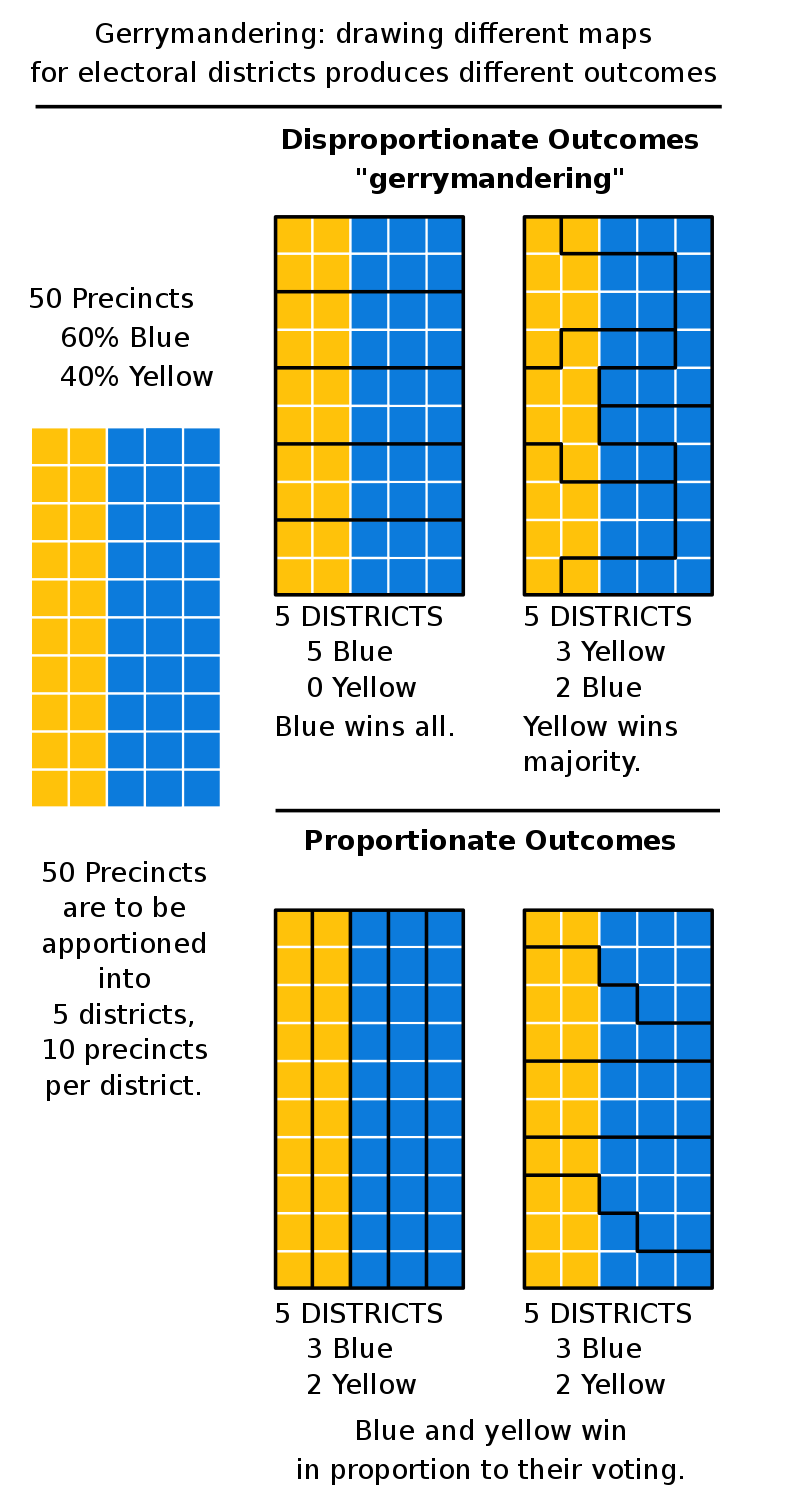 Gerrymandering: drawing different maps
for electoral districts produces different outcomes
Disproportionate Outcomes
"gerrymandering"
50 Precincts
60% Blue
40% Yellow
5 DISTRICTS
5 Blue
0 Yellow
Blue wins all.
5 DISTRICTS
3 Yellow
2 Blue
Yellow wins
majority.
50 Precincts
are to be
apportioned
into
5 districts,
10 precincts
per district.
Proportionate Outcomes
5 DISTRICTS
3 Blue
2 Yellow
5 DISTRICTS
3 Blue
2 Yellow
Blue and yellow win
in proportion to their voting.